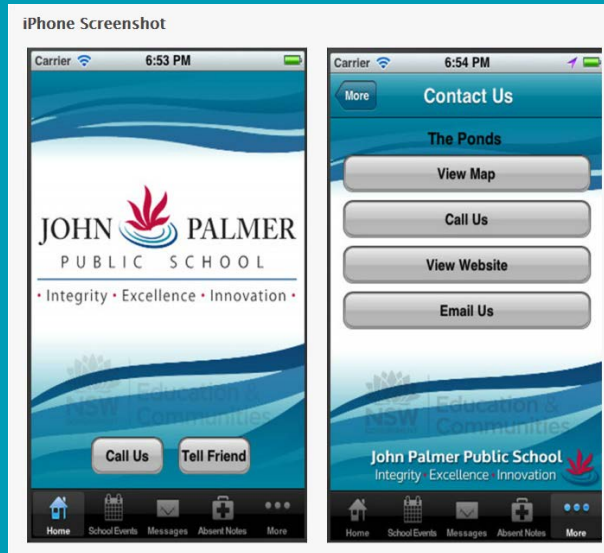 iPhone Screenshot
Carrier 6:53 PM
JOHN PALMER
PUBLIC SCHOOL
• Integrity • Excellence • Innovation •
NSW Education &
Communities
Call Us Tell Friend
Home School Events Messages Absent Notes More
Carrier 6:54 PM
More Contact Us
The Ponds
View Map
Call Us
View Website
Email Us
NSW Education &
Communities
John Palmer Public School
Integrity • Excellence • Innovation
Home School Events Messages Absent Notes More